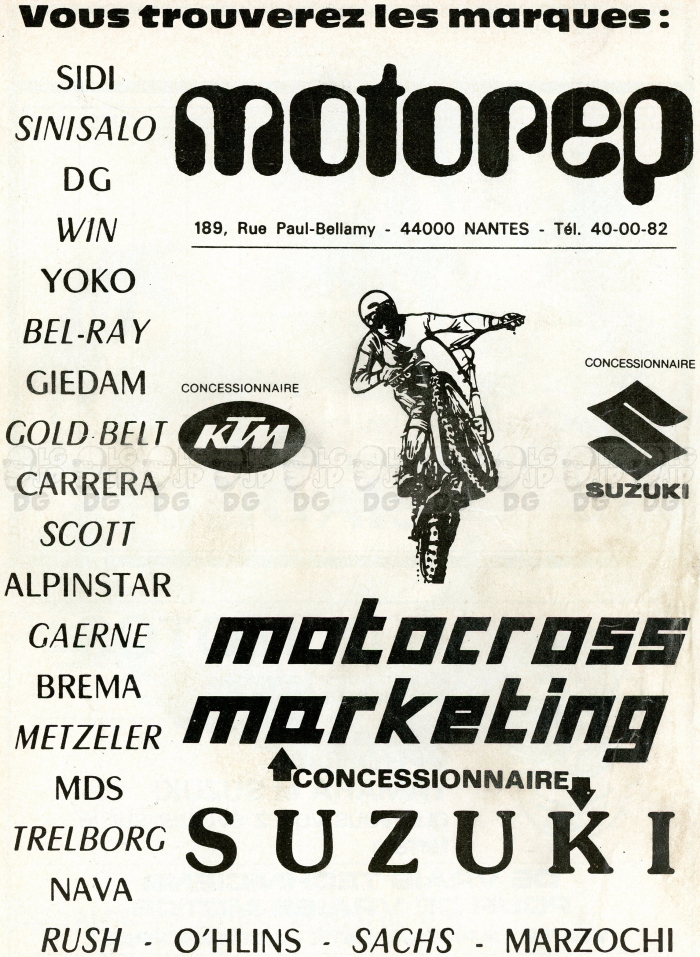 Vous trouverez les marques :
SIDI
SINISALO
DG
WIN
YOKO
BEL-RAY
GIEDAM
GOLD BELT
CARRERA
SCOTT
ALPINSTAR
GAERNE
BREMA
METZELER
MDS
TRELBORG
NAVA
RUSH - O'HLINS - SACHS - MARZOCHI
motorep
189, Rue Paul-Bellamy - 44000 NANTES - Tél. 40-00-82
CONCESSIONNAIRE
KTM
CONCESSIONNAIRE
SUZUKI
motocross
marketing
CONCESSIONNAIRE
SUZUKI